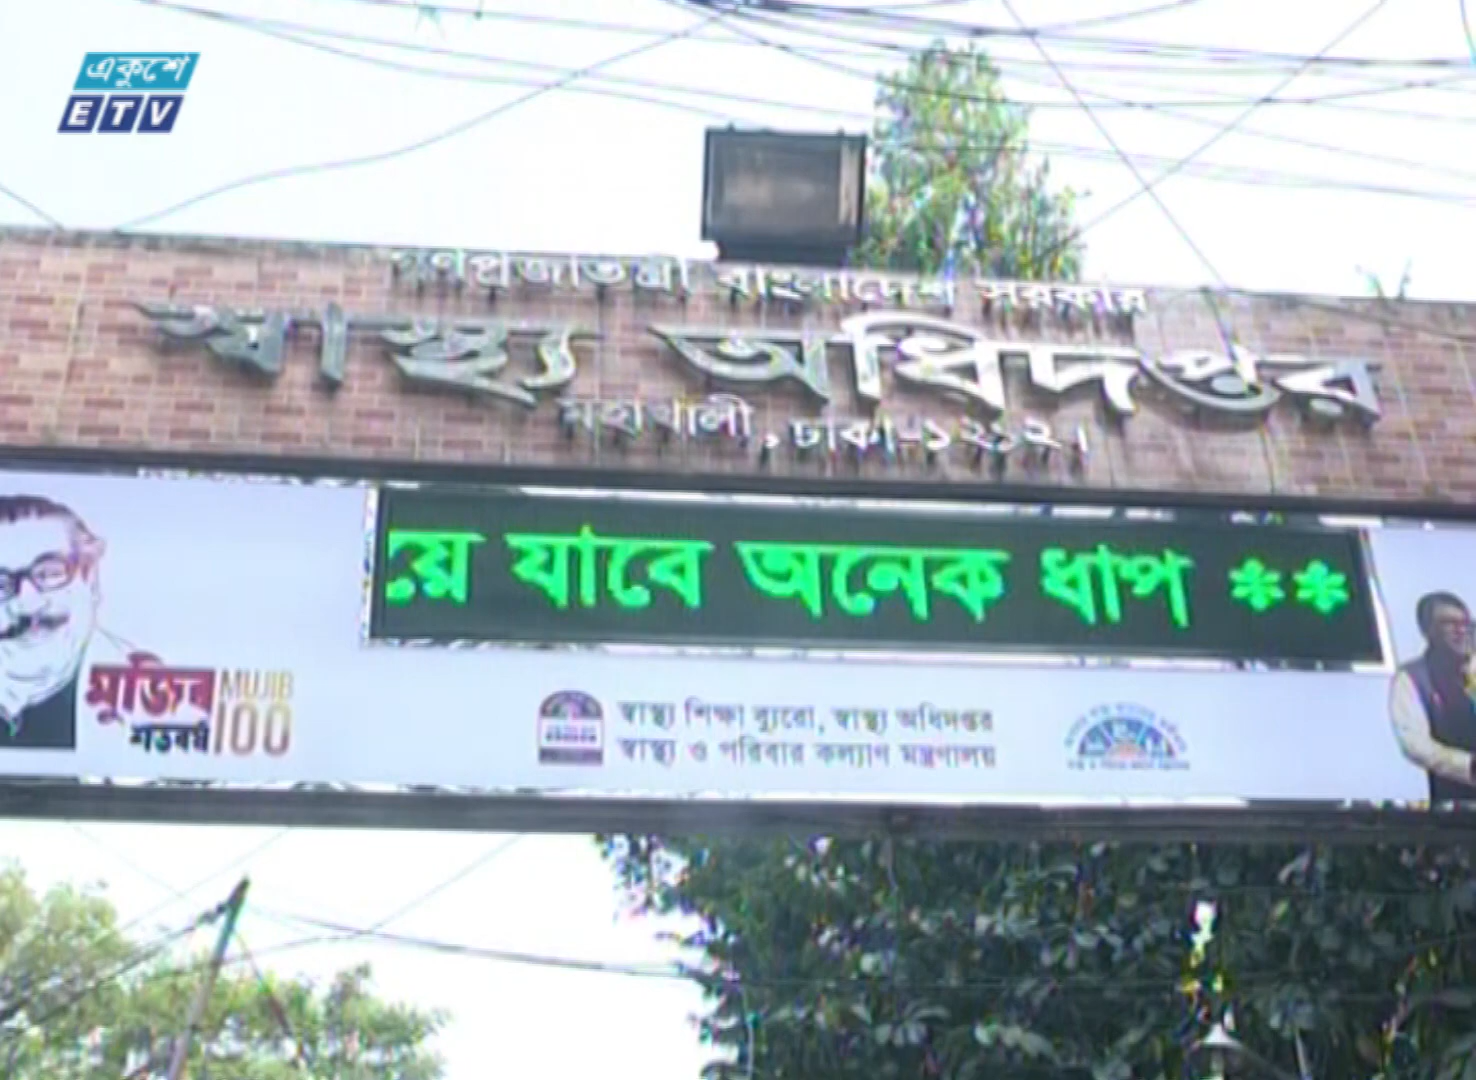 একুশে
ETV
গণপ্রজাতন্ত্রী বাংলাদেশ সরকার
স্বাস্থ্য অধিদপ্তর
মহাখালী, ঢাকা-১২১২।
য়ে যাবে অনেক ধাপ **
মুজিব MUJIB
শতবর্ষ 100
স্বাস্থ্য শিক্ষা ব্যুরো, স্বাস্থ্য অধিদপ্তর
স্বাস্থ্য ও পরিবার কল্যাণ মন্ত্রণালয়